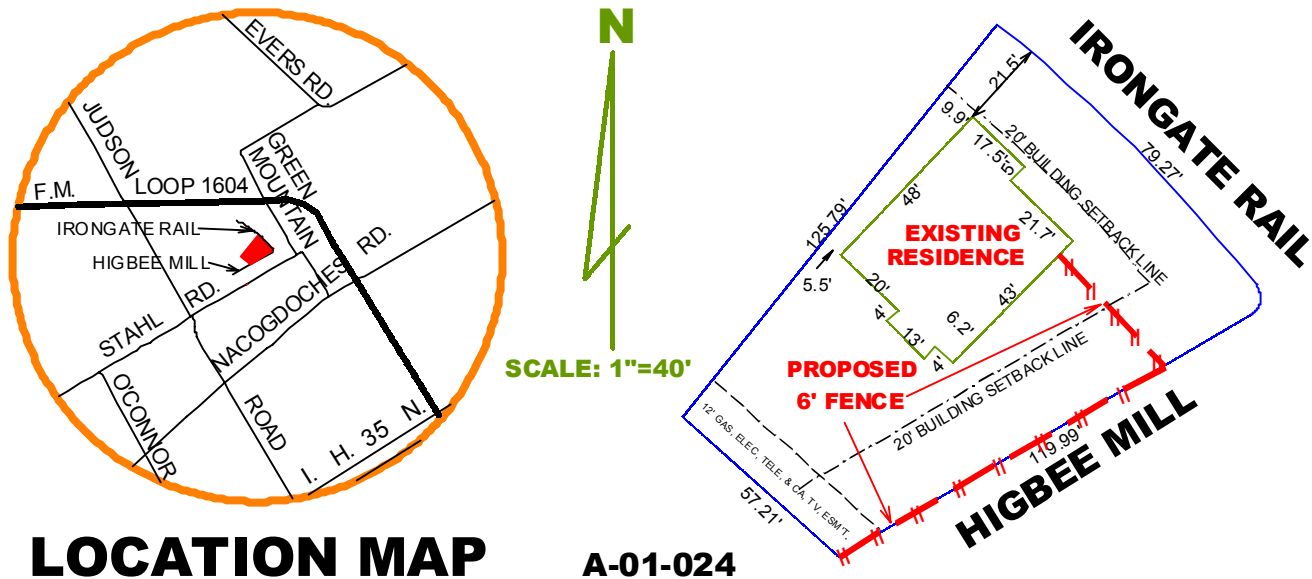 EVERS RD.
JUDSON
GREEN
MOUNTAIN
F.M.
LOOP 1604
IRONGATE RAIL
HIGBEE MILL
STAHL RD.
NACOGDOCHES RD.
O'CONNOR
ROAD
I. H. 35 N.
LOCATION MAP
N
SCALE: 1"=40'
A-01-024
IRONGATE RAIL
21.5'
9.9'
20' BUILDING SETBACK LINE
79.27'
17.5'
5'
48'
21.7'
125.79'
EXISTING
RESIDENCE
5.5'
20'
43'
4'
6.2'
13'
4'
PROPOSED
6' FENCE
20' BUILDING SETBACK LINE
12' GAS, ELEC, TELE, & CA, T.V, ESM'T.
119.99'
57.21'
HIGBEE MILL